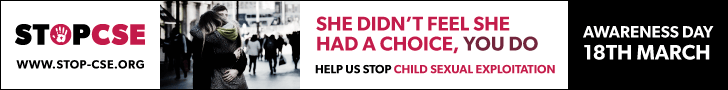 STOPCSE
WWW.STOP-CSE.ORG
SHE DIDN'T FEEL SHE
HAD A CHOICE, YOU DO
HELP US STOP CHILD SEXUAL EXPLOITATION
AWARENESS DAY
18TH MARCH